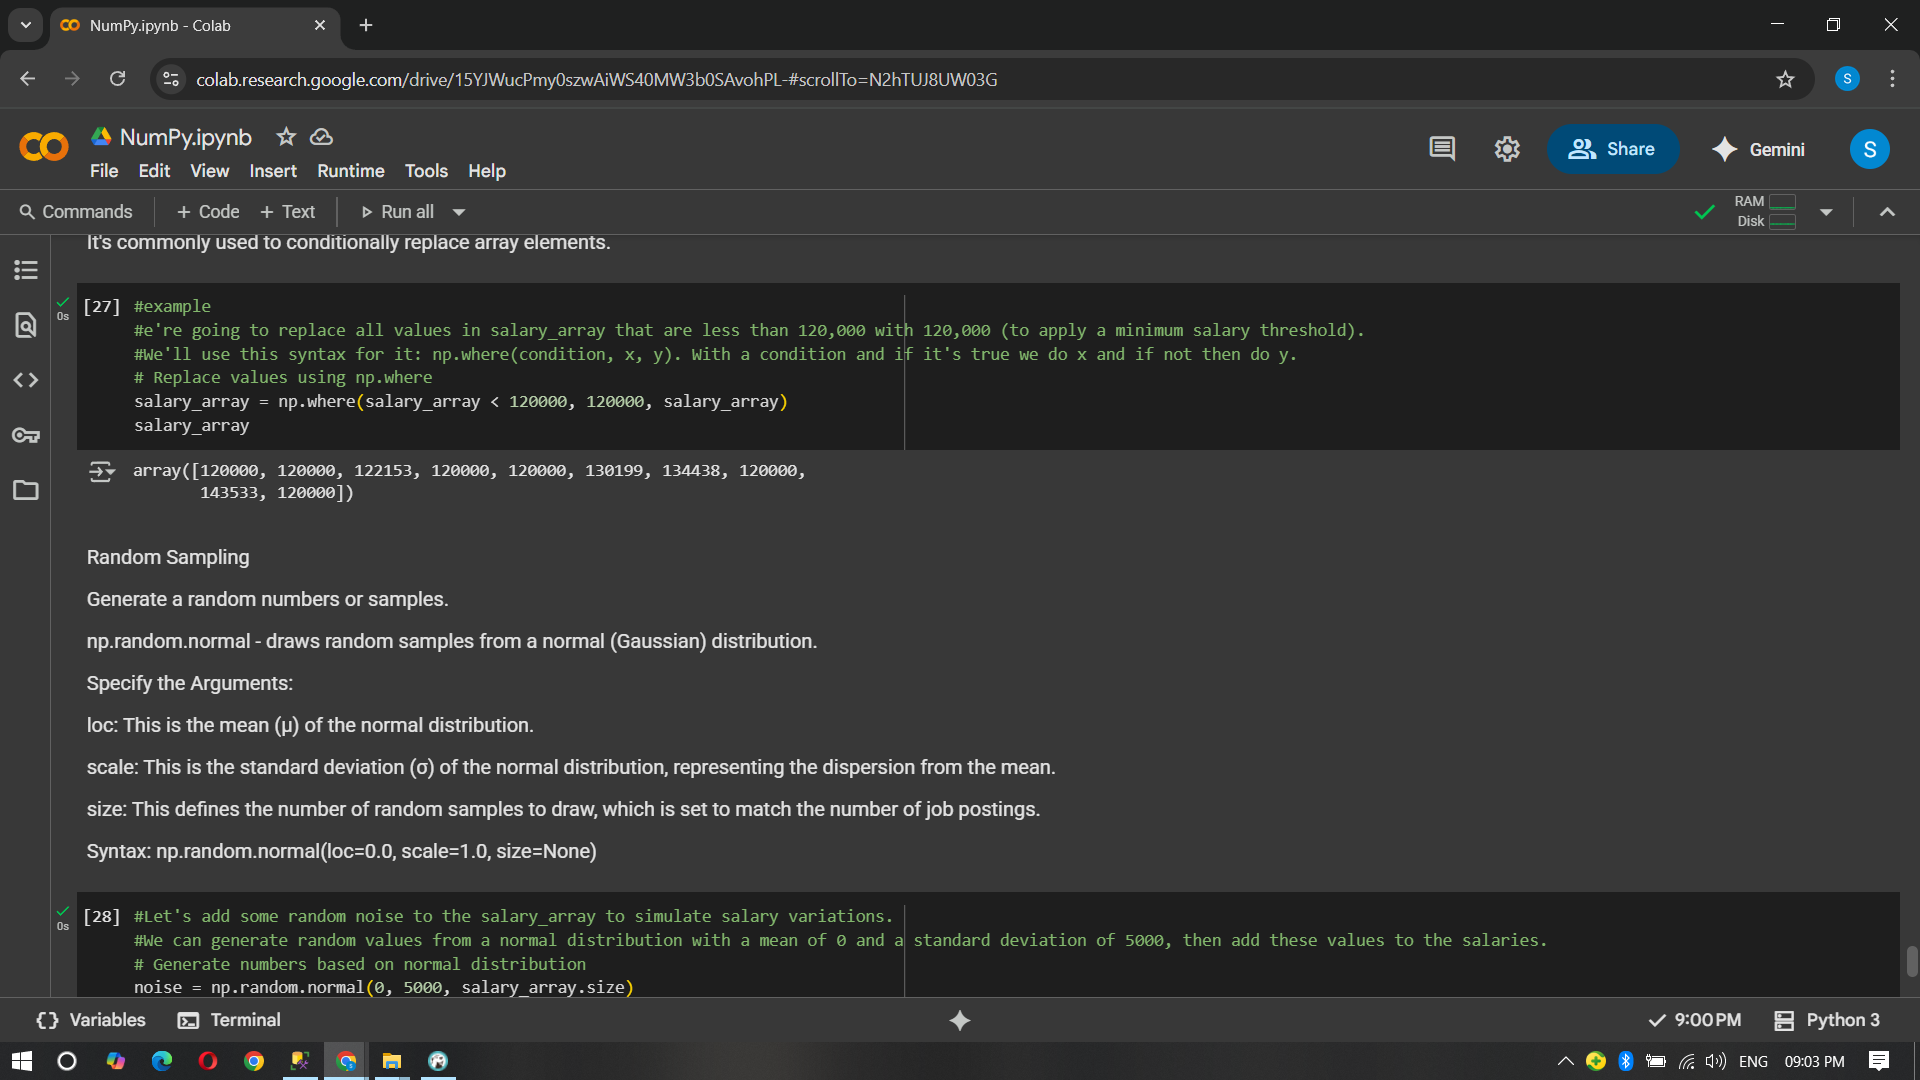 NumPy.ipynb - Colab
colab.research.google.com/drive/15YJWucPmy0szwAiWS40MW3b0SAvohPL-#scrollTo=N2hTUJ8UW03G
S
NumPy.ipynb
File Edit View Insert Runtime Tools Help
Share
Gemini
S
Commands + Code + Text Run all
RAM
Disk
It's commonly used to conditionally replace array elements.
0s
[27] #example
#e're going to replace all values in salary_array that are less than 120,000 with 120,000 (to apply a minimum salary threshold).
#We'll use this syntax for it: np.where(condition, x, y). With a condition and if it's true we do x and if not then do y.
# Replace values using np.where
salary_array = np.where(salary_array < 120000, 120000, salary_array)
salary_array
array([120000, 120000, 122153, 120000, 120000, 130199, 134438, 120000,
143533, 120000])
Random Sampling
Generate a random numbers or samples.
np.random.normal - draws random samples from a normal (Gaussian) distribution.
Specify the Arguments:
loc: This is the mean (μ) of the normal distribution.
scale: This is the standard deviation (σ) of the normal distribution, representing the dispersion from the mean.
size: This defines the number of random samples to draw, which is set to match the number of job postings.
Syntax: np.random.normal(loc=0.0, scale=1.0, size=None)
0s
[28] #Let's add some random noise to the salary_array to simulate salary variations.
#We can generate random values from a normal distribution with a mean of 0 and a standard deviation of 5000, then add these values to the salaries.
# Generate numbers based on normal distribution
noise = np.random.normal(0, 5000, salary_array.size)
Variables Terminal
9:00 PM Python 3
ENG 09:03 PM